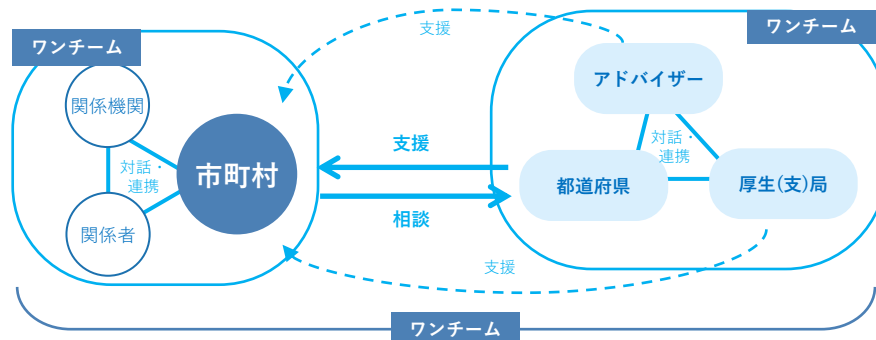 ワンチーム
関係機関
対話・
連携
関係者
市町村
支援
支援
相談
支援
ワンチーム
アドバイザー
対話・
連携
都道府県
厚生(支)局
ワンチーム